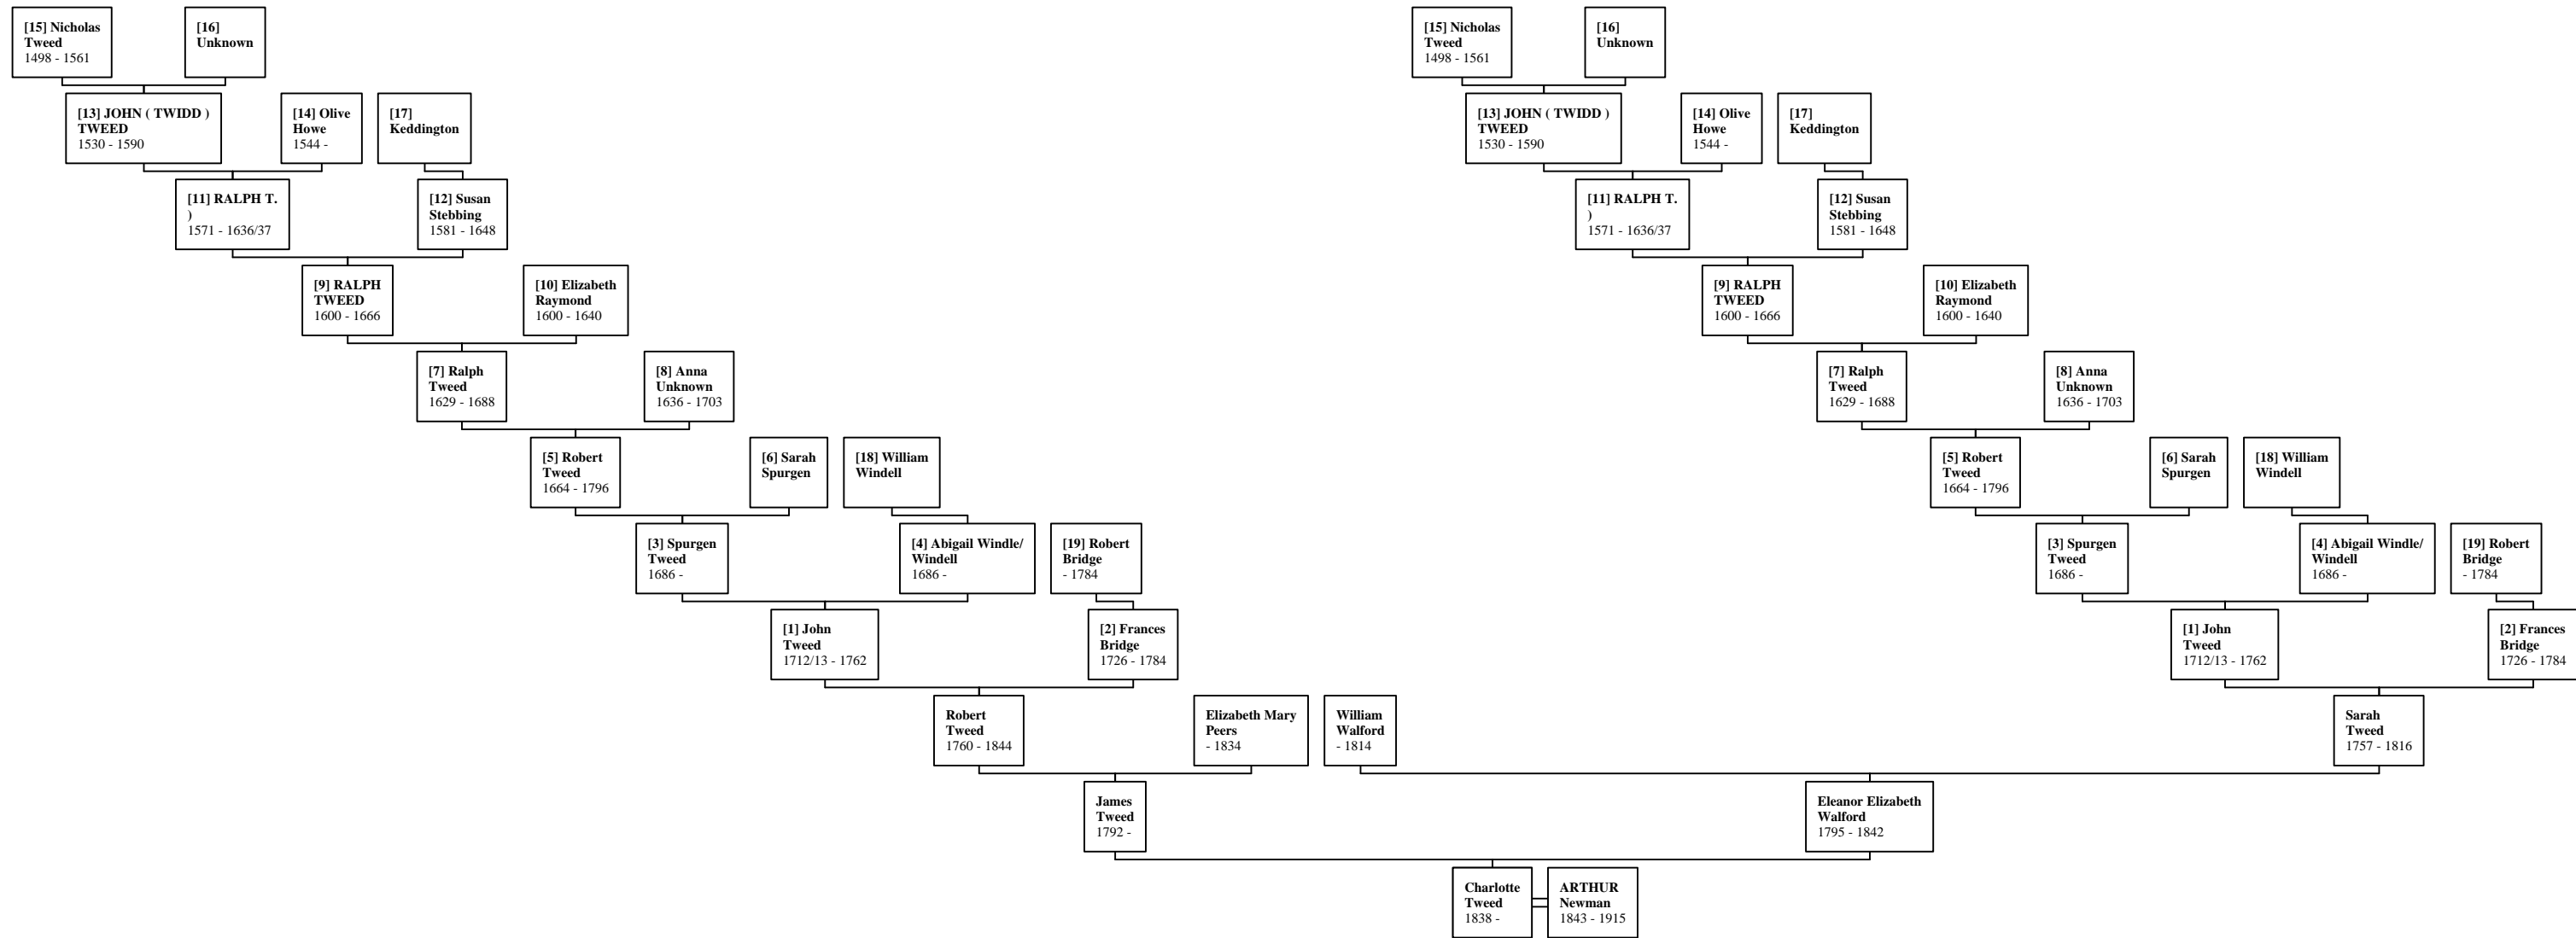 [15] Nicholas
Tweed
1498 - 1561
[16]
Unknown
[15] Nicholas
Tweed
1498 - 1561
[16]
Unknown
[13] JOHN ( TWIDD )
TWEED
1530 - 1590
[14] Olive
Howe
1544 -
[17]
Keddington
[13] JOHN ( TWIDD )
TWEED
1530 - 1590
[14] Olive
Howe
1544 -
[17]
Keddington
[11] RALPH T.
)
1571 - 1636/37
[12] Susan
Stebbing
1581 - 1648
[11] RALPH T.
)
1571 - 1636/37
[12] Susan
Stebbing
1581 - 1648
[9] RALPH
TWEED
1600 - 1666
[10] Elizabeth
Raymond
1600 - 1640
[9] RALPH
TWEED
1600 - 1666
[10] Elizabeth
Raymond
1600 - 1640
[7] Ralph
Tweed
1629 - 1688
[8] Anna
Unknown
1636 - 1703
[7] Ralph
Tweed
1629 - 1688
[8] Anna
Unknown
1636 - 1703
[5] Robert
Tweed
1664 - 1796
[6] Sarah
Spurgen
[18] William
Windell
[5] Robert
Tweed
1664 - 1796
[6] Sarah
Spurgen
[18] William
Windell
[3] Spurgen
Tweed
1686 -
[4] Abigail Windle/
Windell
1686 -
[19] Robert
Bridge
- 1784
[3] Spurgen
Tweed
1686 -
[4] Abigail Windle/
Windell
1686 -
[19] Robert
Bridge
- 1784
[1] John
Tweed
1712/13 - 1762
[2] Frances
Bridge
1726 - 1784
[1] John
Tweed
1712/13 - 1762
[2] Frances
Bridge
1726 - 1784
Robert
Tweed
1760 - 1844
Elizabeth Mary
Peers
- 1834
William
Walford
- 1814
Sarah
Tweed
1757 - 1816
James
Tweed
1792 -
Eleanor Elizabeth
Walford
1795 - 1842
Charlotte
Tweed
1838 -
ARTHUR
Newman
1843 - 1915